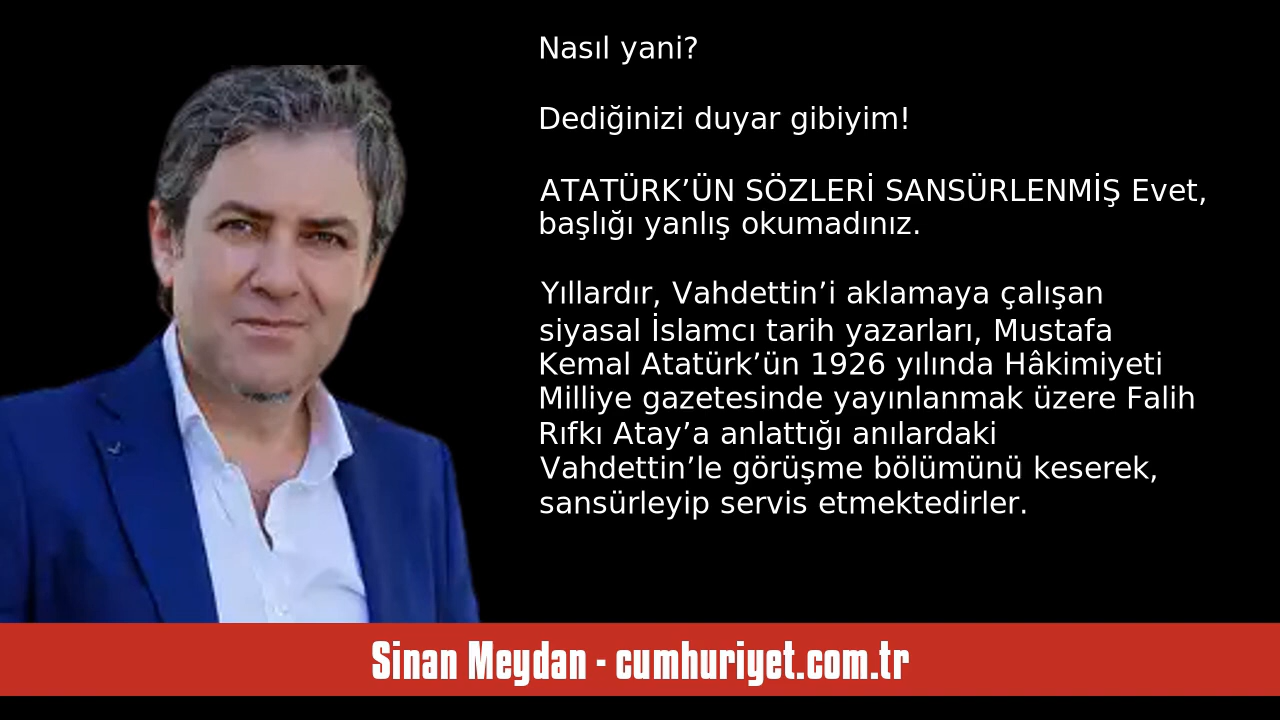 Nasıl yani?
Dediğinizi duyar gibiyim!
ATATÜRK’ÜN SÖZLERİ SANSÜRLENMİŞ Evet,
başlığı yanlış okumadınız.
Yıllardır, Vahdettin’i aklamaya çalışan
siyasal İslamcı tarih yazarları, Mustafa
Kemal Atatürk’ün 1926 yılında Hâkimiyeti
Milliye gazetesinde yayınlanmak üzere Falih
Rıfkı Atay’a anlattığı anılardaki
Vahdettin’le görüşme bölümünü keserek,
sansürleyip servis etmektedirler.
Sinan Meydan - cumhuriyet.com.tr